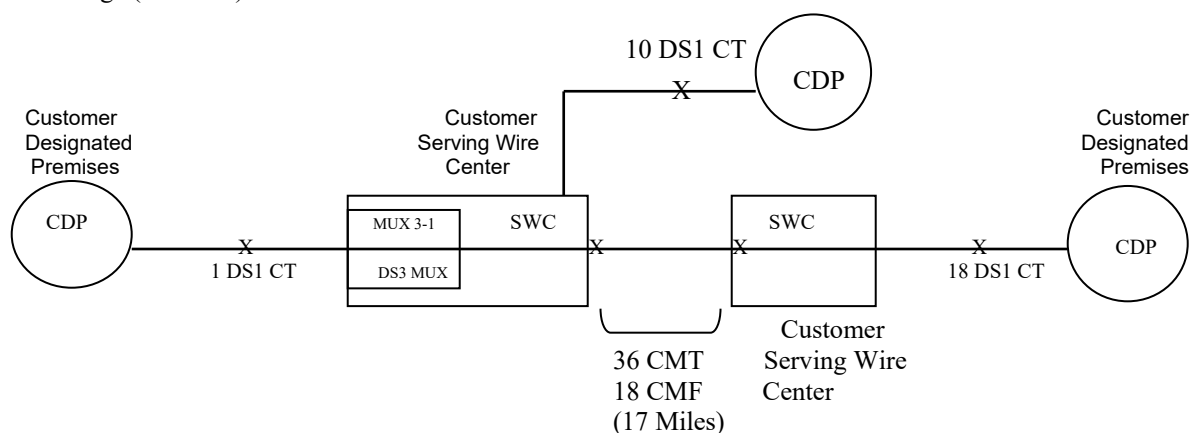 10 DS1 CT
X
CDP
Customer
Designated
Premises
Customer
Serving Wire
Center
Customer
Designated
Premises
CDP
MUX 3-1
SWC
SWC
CDP
X
X
X
X
1 DS1 CT
DS3 MUX
18 DS1 CT
36 CMT
18 CMF
(17 Miles)
Customer
Serving Wire
Center